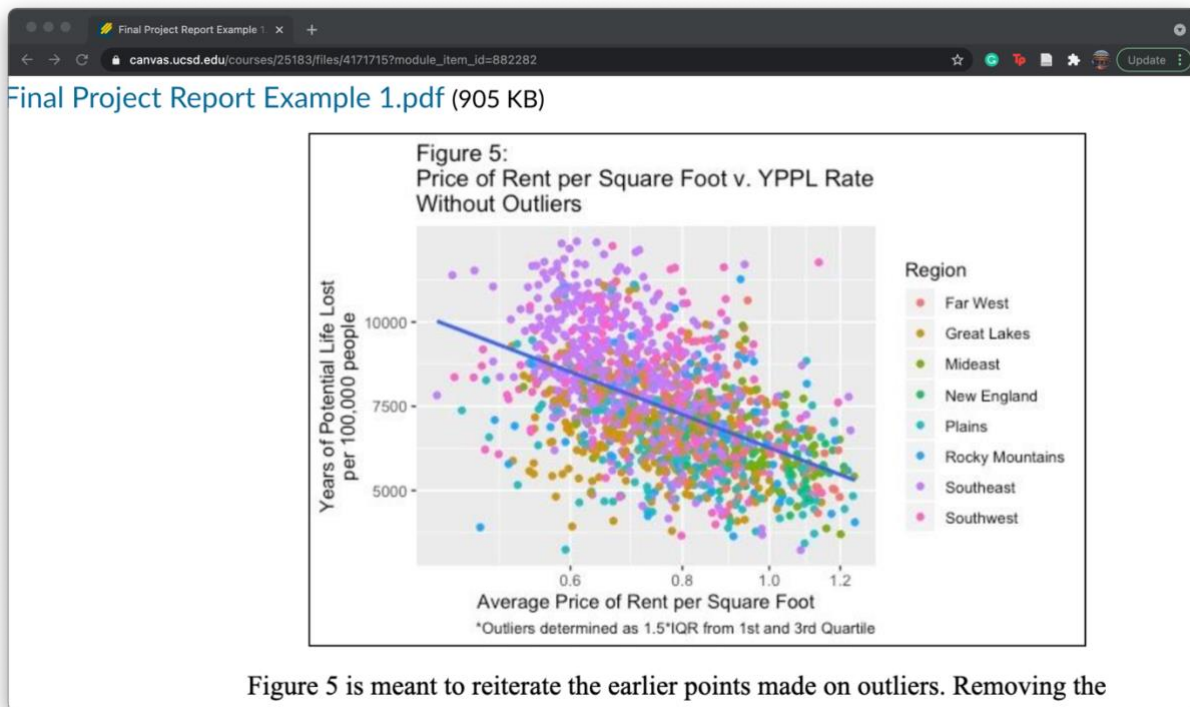 Final Project Report Example 1
canvas.ucsd.edu/courses/25183/files/4171715?module_item_id=882282
Update
Final Project Report Example 1.pdf (905 KB)
Figure 5:
Price of Rent per Square Foot v. YPPL Rate
Without Outliers
Years of Potential Life Lost
per 100,000 people
10000
7500
5000
0.6 0.8 1.0 1.2
Average Price of Rent per Square Foot
*Outliers determined as 1.5*IQR from 1st and 3rd Quartile
Region
Far West
Great Lakes
Mideast
New England
Plains
Rocky Mountains
Southeast
Southwest
Figure 5 is meant to reiterate the earlier points made on outliers. Removing the